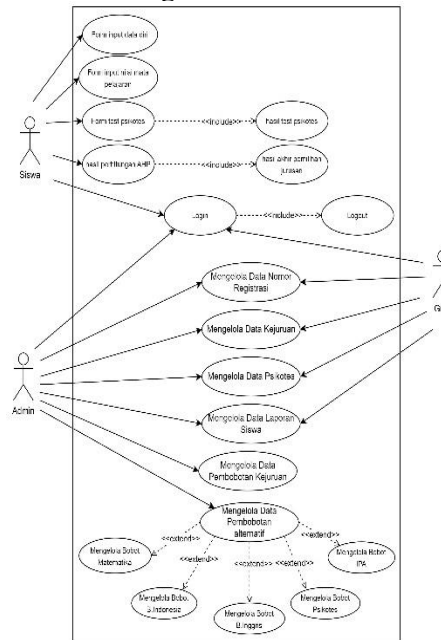 Form input data diri
Form input nilai mata
pelajaran
Form test psikotes
<<include>>
hasil test psikotes
Siswa
hasil perhitungan AHP
<<include>>
hasil akhir pemilihan
jurusan
Login
<<include>>
Logout
Mengelola Data Nomor
Registrasi
Mengelola Data Kejuruan
Mengelola Data Psikotes
Admin
Mengelola Data Laporan
Siswa
Mengelola Data
Pembobotan Kejuruan
Mengelola Data
Pembobotan
alternatif
<<extend>>
<<extend>>
<<extend>>
<<extend>>
<<extend>>
Mengelola Bobot
Matematika
Mengelola Bobot
IPA
Mengelola Bobot
B.Indonesia
Mengelola Bobot
B.Inggris
Mengelola Bobot
Psikotes